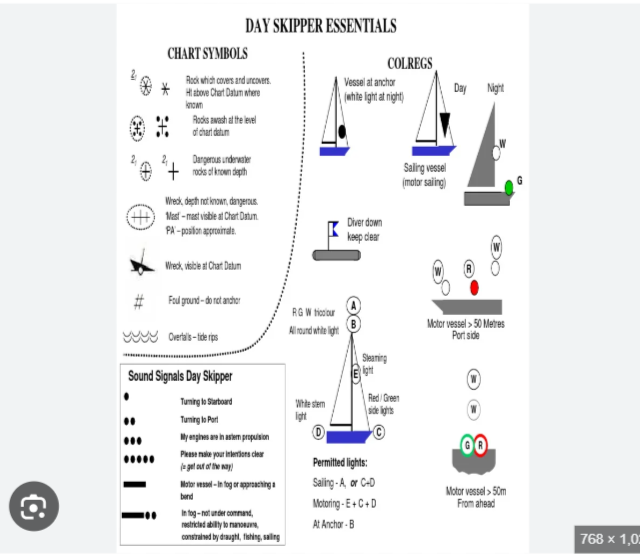 DAY SKIPPER ESSENTIALS
CHART SYMBOLS
Rock which covers and uncovers.
Ht above Chart Datum where
known
Rocks awash at the level
of chart datum
Dangerous underwater
rocks of known depth
Wreck, depth not known, dangerous.
'Mast' – mast visible at Chart Datum.
'PA' – position approximate.
Wreck, visible at Chart Datum
Foul ground – do not anchor
Overfalls – tide rips
COLREGS
Vessel at anchor
(white light at night)
Day
Night
W
G
Sailing vessel
(motor sailing)
Diver down
keep clear
W
R
W
Motor vessel > 50 Metres
Port side
R G W tricolour
All round white light
A
B
Steaming
light
E
White stern
light
Red / Green
side lights
D
C
W
W
G
R
Motor vessel > 50m
From ahead
Permitted lights:
Sailing - A, or C+D
Motoring - E + C + D
At Anchor - B
Sound Signals Day Skipper
Turning to Starboard
Turning to Port
My engines are in astern propulsion
Please make your intentions clear
(= get out of the way)
Motor vessel – in fog or approaching a
bend
In fog – not under command,
restricted ability to manoeuvre,
constrained by draught, fishing, sailing
768 × 1,0